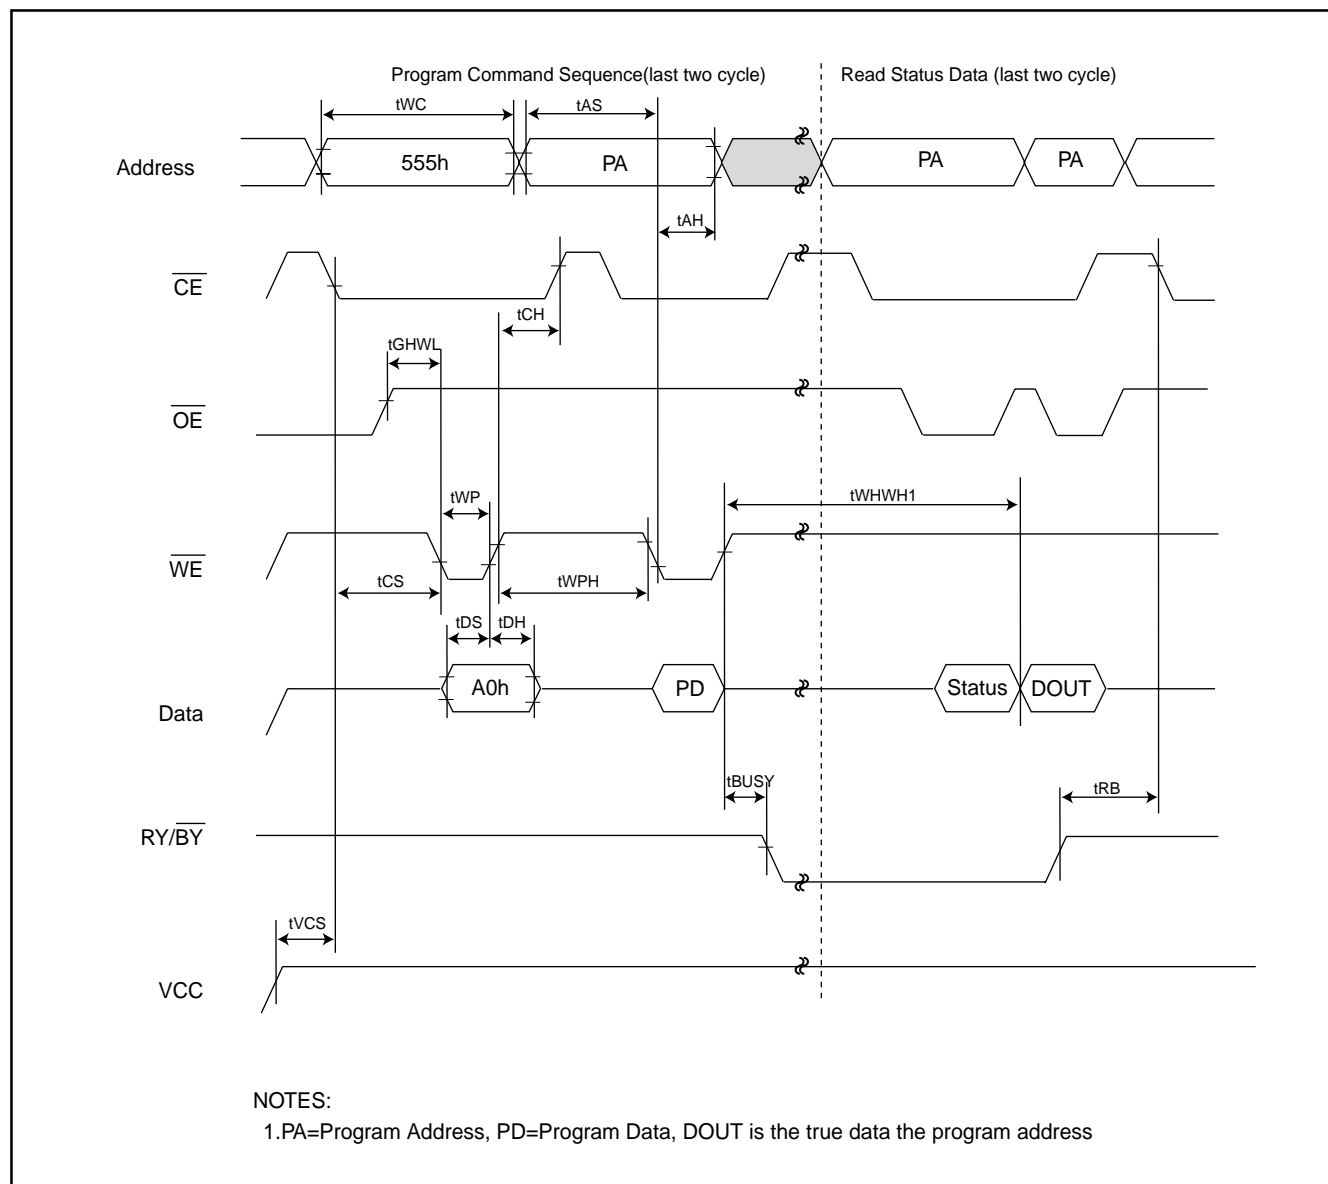 Program Command Sequence(last two cycle) Read Status Data (last two cycle)
tWC tAS
Address 555h PA PA PA
tAH
CE
tCH
tGHWL
OE
tWP tWHWH1
WE
tCS tWPH
tDS tDH
Data A0h PD Status DOUT
tBUSY tRB
RY/BY
tVCS
VCC
NOTES:
1.PA=Program Address, PD=Program Data, DOUT is the true data the program address